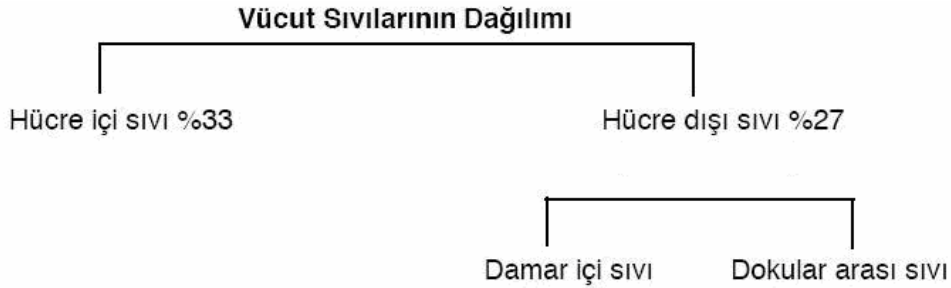 Vücut Sıvılarının Dağılımı
Hücre içi sıvı %33 Hücre dışı sıvı %27
Damar içi sıvı Dokular arası sıvı